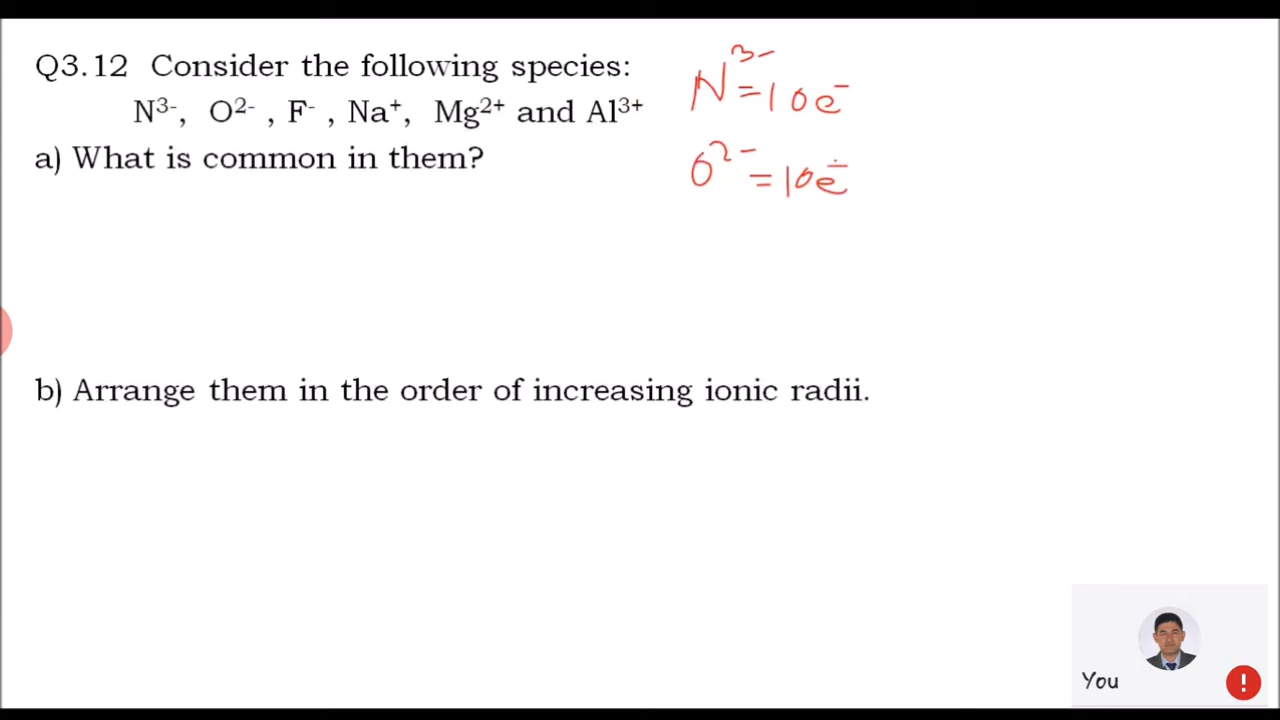 Q3.12 Consider the following species:
N³⁻, O²⁻ , F⁻ , Na⁺, Mg²⁺ and Al³⁺
a) What is common in them?
N³⁻ = 10e⁻
O²⁻ = 10e⁻
b) Arrange them in the order of increasing ionic radii.
You
!